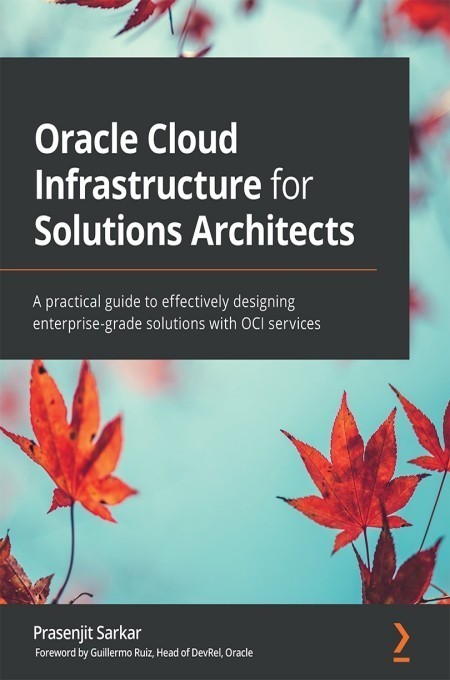 Oracle Cloud
Infrastructure for
Solutions Architects
A practical guide to effectively designing
enterprise-grade solutions with OCI services
Prasenjit Sarkar
Foreword by Guillermo Ruiz, Head of DevRel, Oracle